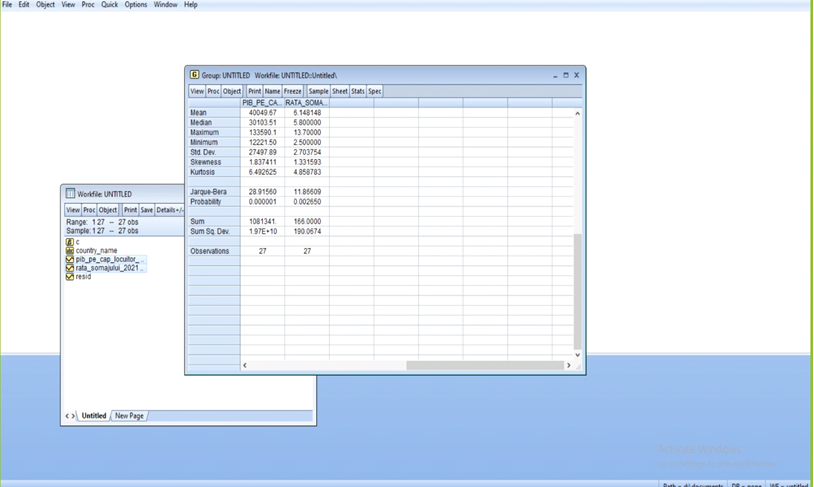 File Edit Object View Proc Quick Options Window Help
G Group: UNTITLED Workfile: UNTITLED::Untitled\
View Proc Object Print Name Freeze Sample Sheet Stats Spec
PIB_PE_CA... RATA_SOMA...
Mean 40049.67 6.148148
Median 30103.51 5.800000
Maximum 133590.1 13.70000
Minimum 12221.50 2.500000
Std. Dev. 27497.89 2.703754
Skewness 1.837411 1.331593
Kurtosis 6.492625 4.858783
Jarque-Bera 28.91560 11.86609
Probability 0.000001 0.002650
Sum 1081341. 166.0000
Sum Sq. Dev. 1.97E+10 190.0674
Observations 27 27
Workfile: UNTITLED
View Proc Object Print Save Details+/-
Range: 1 27 -- 27 obs
Sample: 1 27 -- 27 obs
c
country_name
pib_pe_cap_locuitor_...
rata_somajului_2021...
resid
Untitled New Page
Activate Windows
Path = d:\documents DB = none WF = untitled